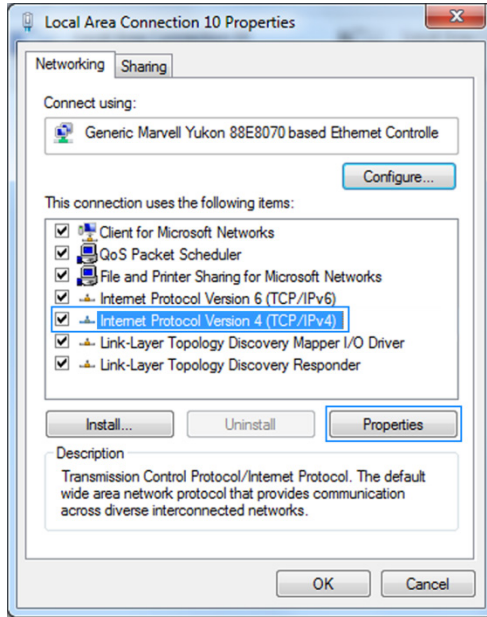 Local Area Connection 10 Properties
Networking
Sharing
Connect using:
Generic Marvell Yukon 88E8070 based Ethernet Controlle
Configure...
This connection uses the following items:
Client for Microsoft Networks
QoS Packet Scheduler
File and Printer Sharing for Microsoft Networks
Internet Protocol Version 6 (TCP/IPv6)
Internet Protocol Version 4 (TCP/IPv4)
Link-Layer Topology Discovery Mapper I/O Driver
Link-Layer Topology Discovery Responder
Install...
Uninstall
Properties
Description
Transmission Control Protocol/Internet Protocol. The default
wide area network protocol that provides communication
across diverse interconnected networks.
OK
Cancel